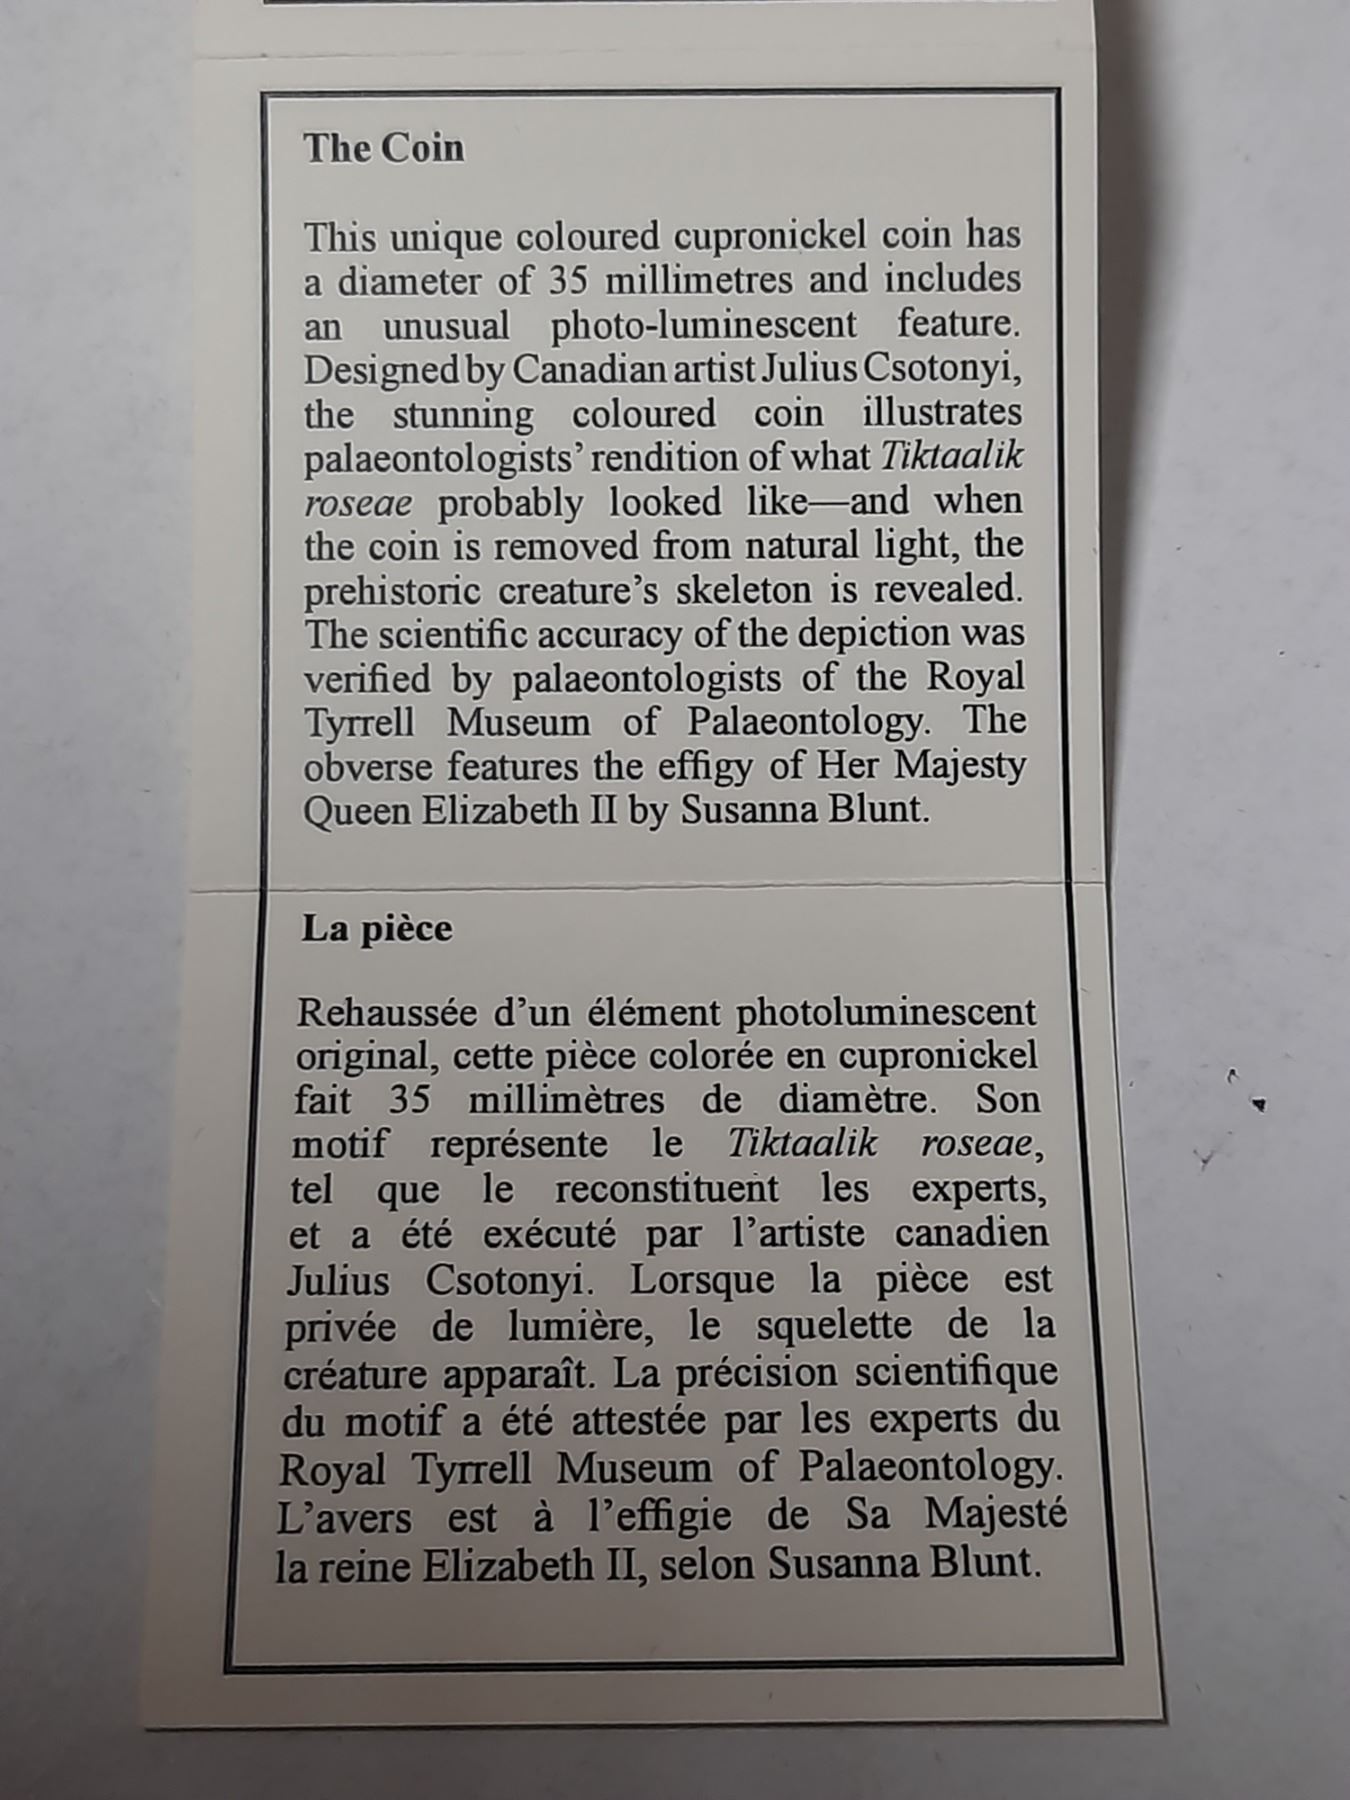 The Coin
This unique coloured cupronickel coin has
a diameter of 35 millimetres and includes
an unusual photo-luminescent feature.
Designed by Canadian artist Julius Csotonyi,
the stunning coloured coin illustrates
palaeontologists’ rendition of what Tiktaalik
roseae probably looked like—and when
the coin is removed from natural light, the
prehistoric creature’s skeleton is revealed.
The scientific accuracy of the depiction was
verified by palaeontologists of the Royal
Tyrrell Museum of Palaeontology. The
obverse features the effigy of Her Majesty
Queen Elizabeth II by Susanna Blunt.
La pièce
Rehaussée d’un élément photoluminescent
original, cette pièce colorée en cupronickel
fait 35 millimètres de diamètre. Son
motif représente le Tiktaalik roseae,
tel que le reconstituent les experts,
et a été exécuté par l’artiste canadien
Julius Csotonyi. Lorsque la pièce est
privée de lumière, le squelette de la
créature apparaît. La précision scientifique
du motif a été attestée par les experts du
Royal Tyrrell Museum of Palaeontology.
L’avers est à l’effigie de Sa Majesté
la reine Elizabeth II, selon Susanna Blunt.